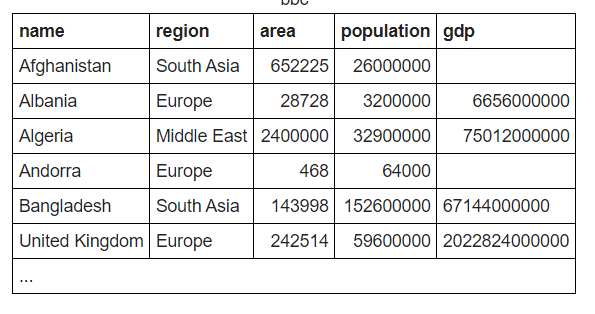 bbc
name region area population gdp
Afghanistan South Asia 652225 26000000
Albania Europe 28728 3200000 6656000000
Algeria Middle East 2400000 32900000 75012000000
Andorra Europe 468 64000
Bangladesh South Asia 143998 152600000 67144000000
United Kingdom Europe 242514 59600000 2022824000000
...